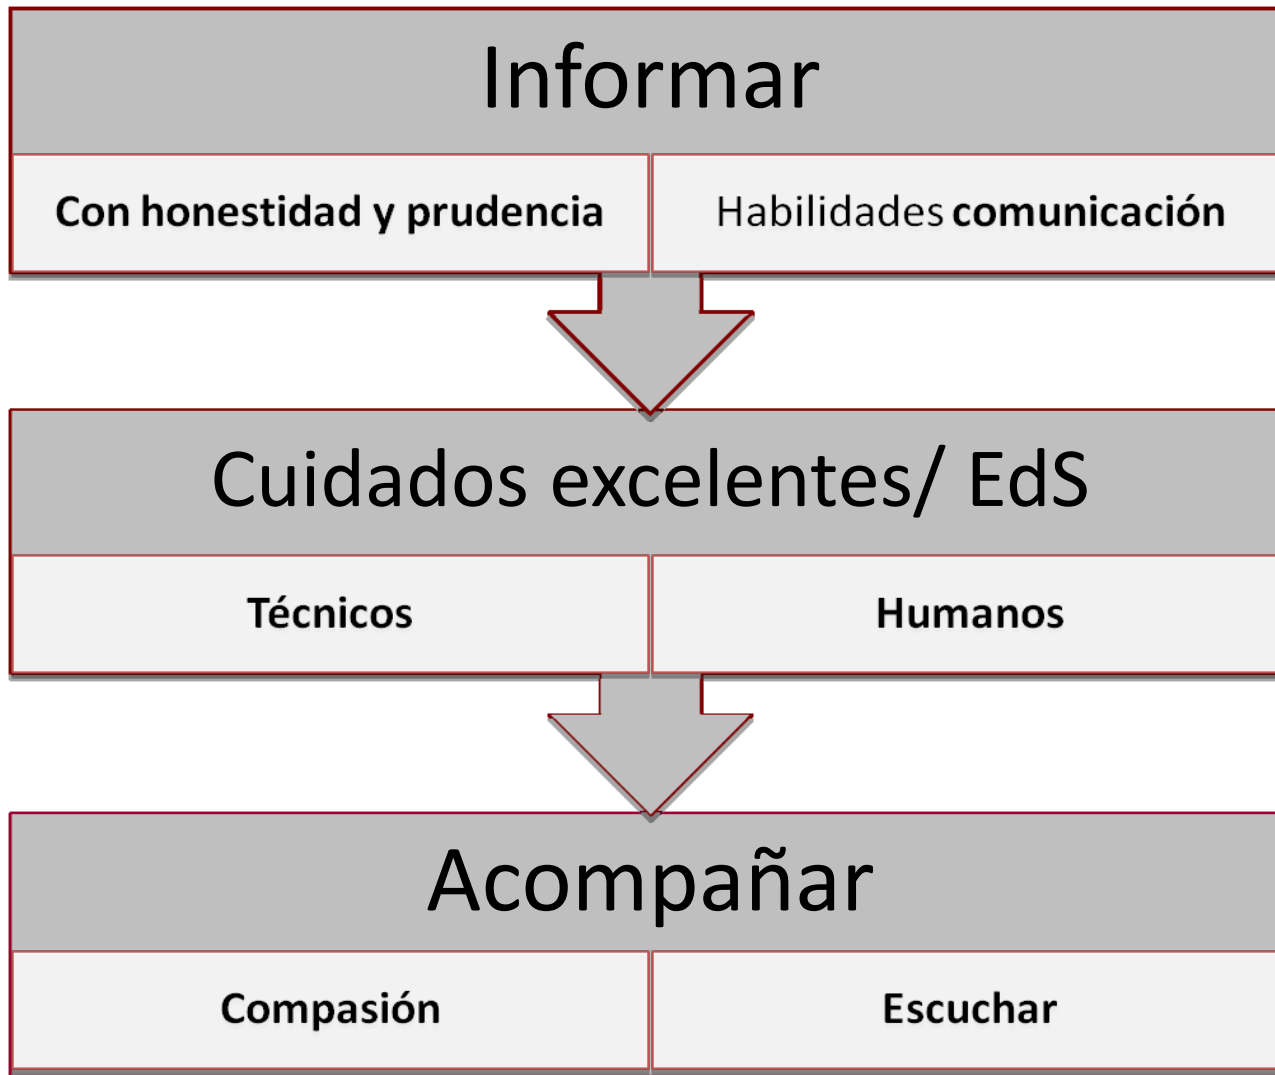 Informar
Con honestidad y prudencia
Habilidades comunicación
Cuidados excelentes/ EdS
Técnicos
Humanos
Acompañar
Compasión
Escuchar